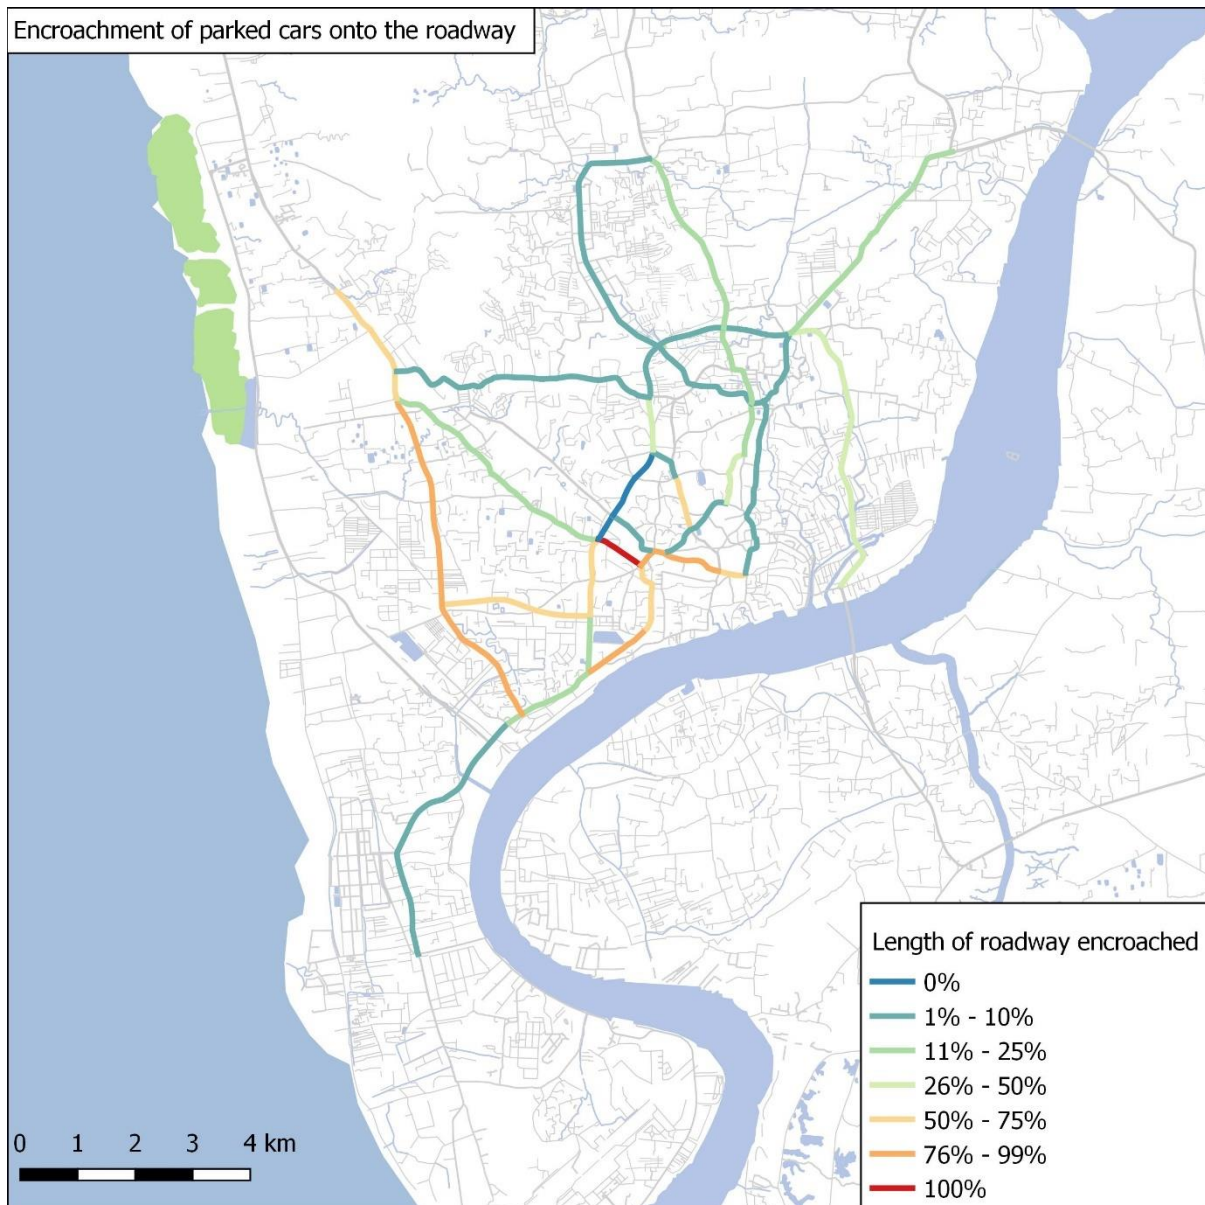 Encroachment of parked cars onto the roadway
Length of roadway encroached
0%
1% - 10%
11% - 25%
26% - 50%
50% - 75%
76% - 99%
100%
0 1 2 3 4 km